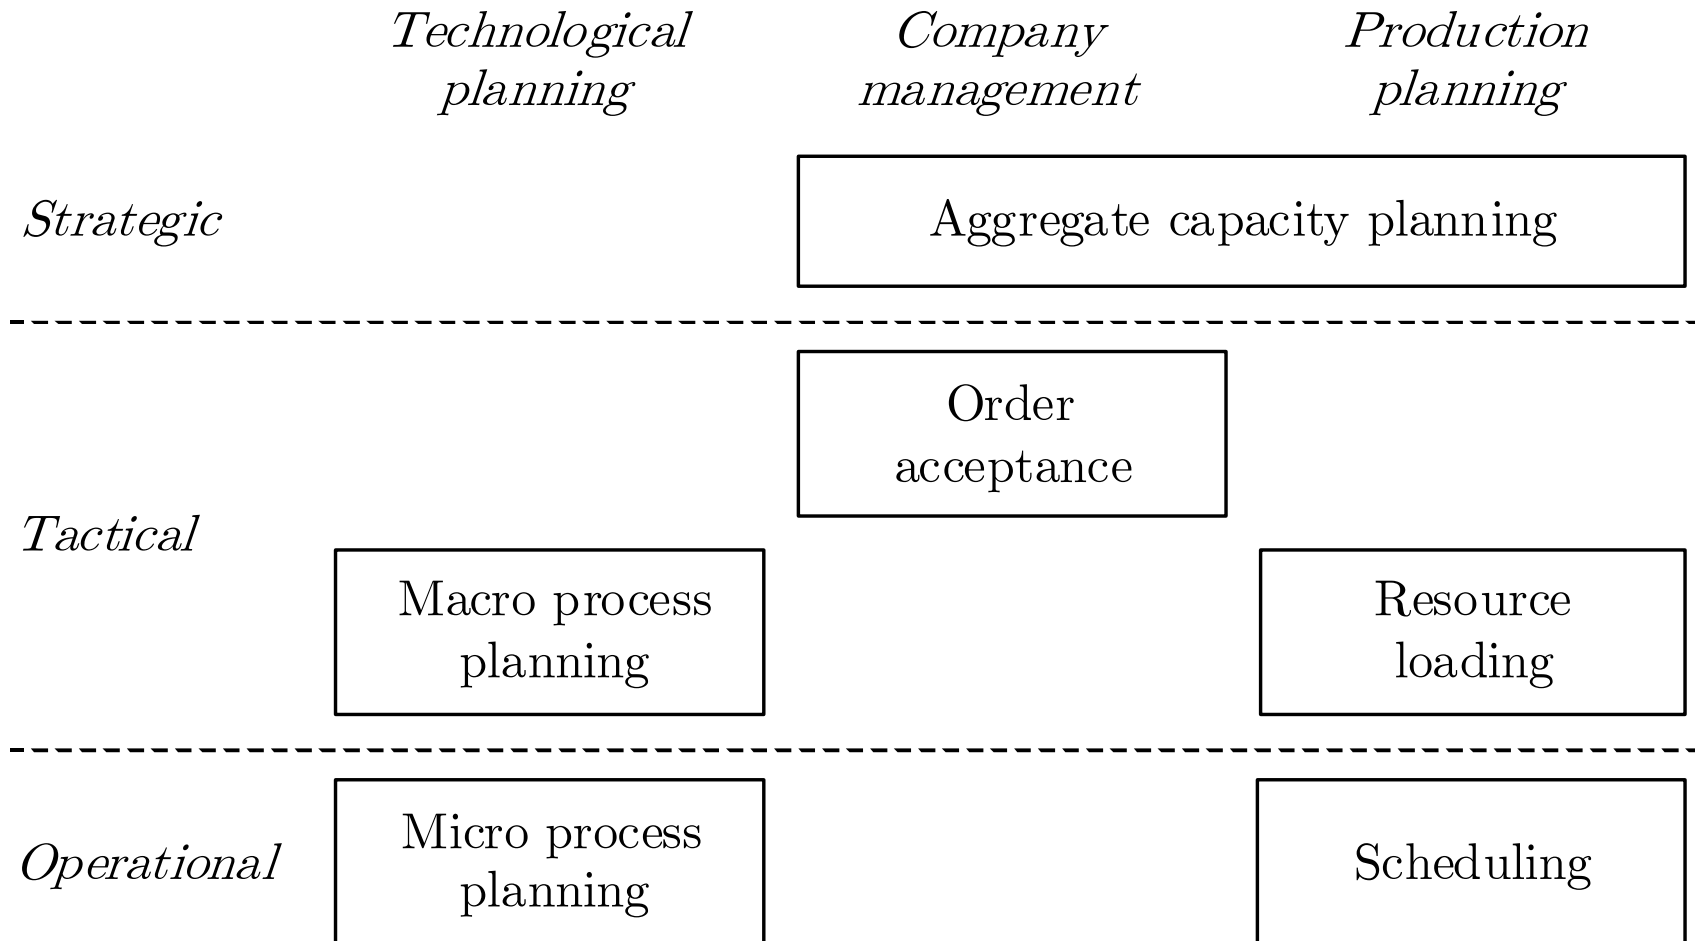 Technological
planning
Company
management
Production
planning
Strategic
Aggregate capacity planning
Tactical
Order
acceptance
Macro process
planning
Resource
loading
Operational
Micro process
planning
Scheduling